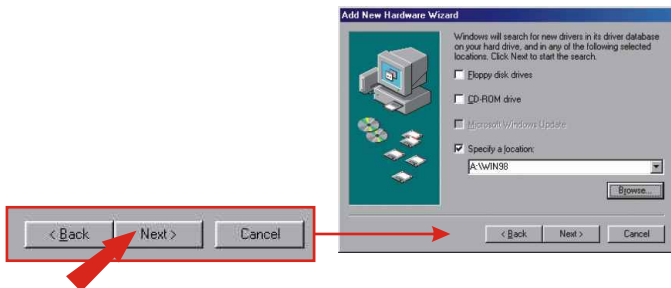 Add New Hardware Wizard
Windows will search for new drivers in its driver database
on your hard drive, and in any of the following selected
locations. Click Next to start the search.
Floppy disk drives
CD-ROM drive
Microsoft Windows Update
Specify a location:
A:\WIN98
Browse...
< Back Next > Cancel
< Back Next > Cancel